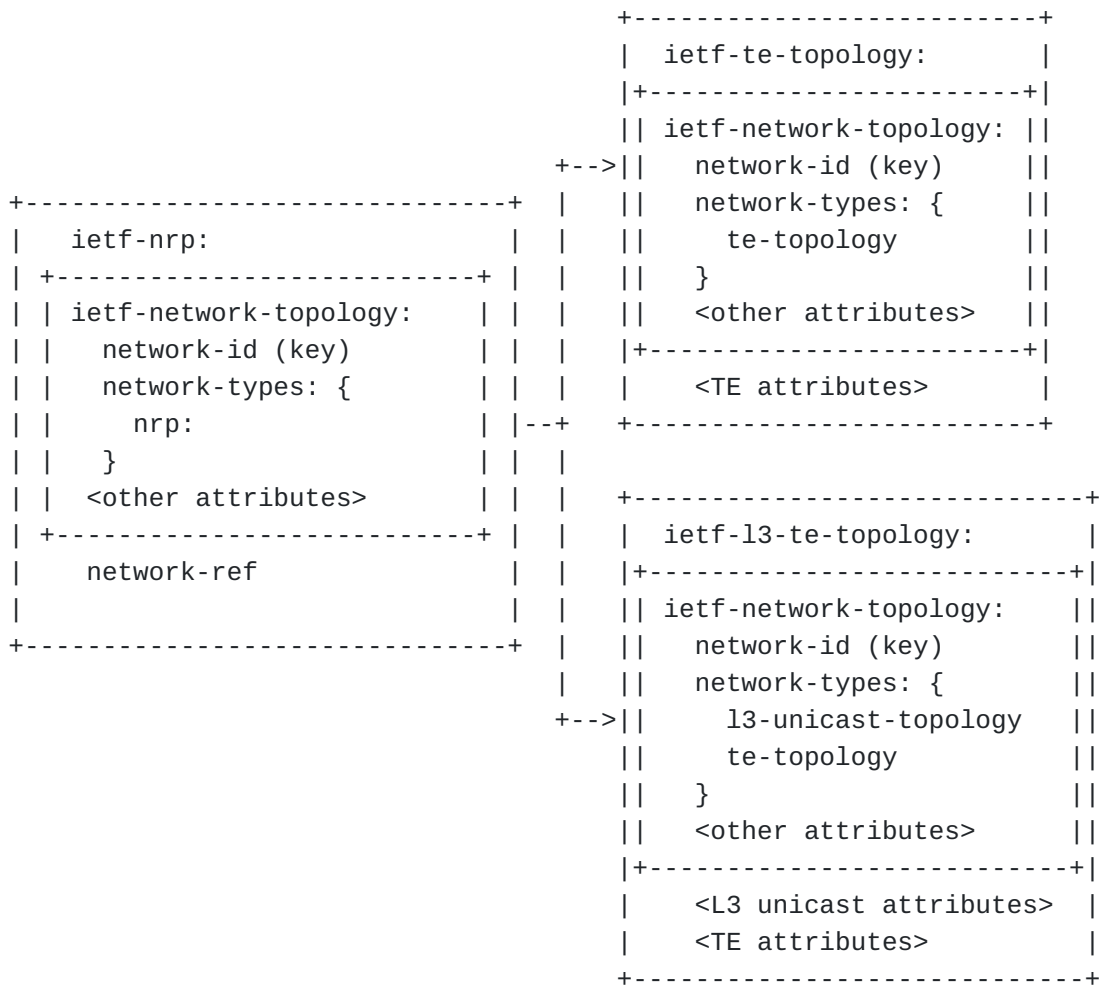 ietf-te-topology:
ietf-network-topology:
network-id (key)
network-types: {
te-topology
}
<other attributes>
<TE attributes>
ietf-nrp:
ietf-network-topology:
network-id (key)
network-types: {
nrp:
}
<other attributes>
network-ref
ietf-l3-te-topology:
ietf-network-topology:
network-id (key)
network-types: {
l3-unicast-topology
te-topology
}
<other attributes>
<L3 unicast attributes>
<TE attributes>